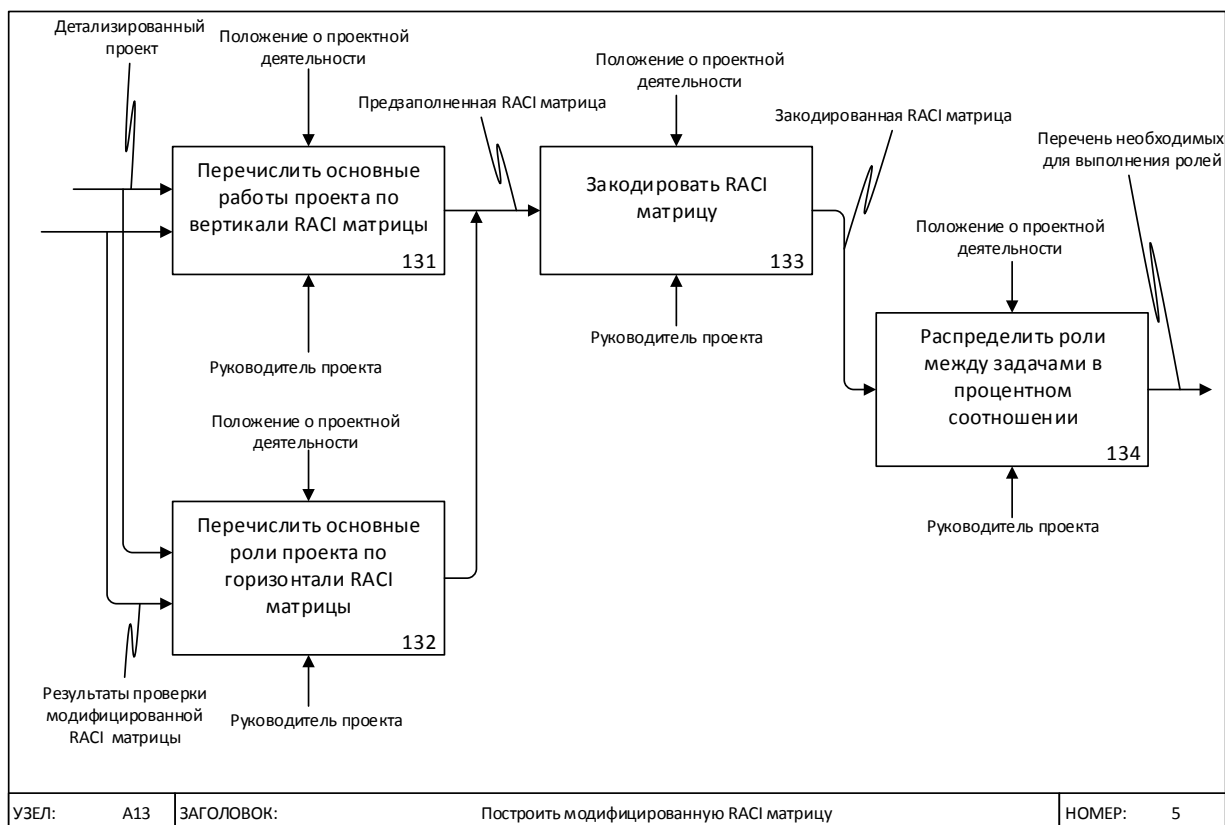 Детализированный
проект
Положение о проектной
деятельности
Предзаполненная RACI матрица
Положение о проектной
деятельности
Закодированная RACI матрица
Перечень необходимых
для выполнения ролей
Перечислить основные
работы проекта по
вертикали RACI матрицы
131
Закодировать RACI
матрицу
133
Положение о проектной
деятельности
Руководитель проекта
Руководитель проекта
Распределить роли
между задачами в
процентном
соотношении
134
Положение о проектной
деятельности
Руководитель проекта
Перечислить основные
роли проекта по
горизонтали RACI
матрицы
132
Результаты проверки
модифицированной
RACI матрицы
Руководитель проекта
УЗЕЛ: A13 ЗАГОЛОВОК: Построить модифицированную RACI матрицу НОМЕР: 5